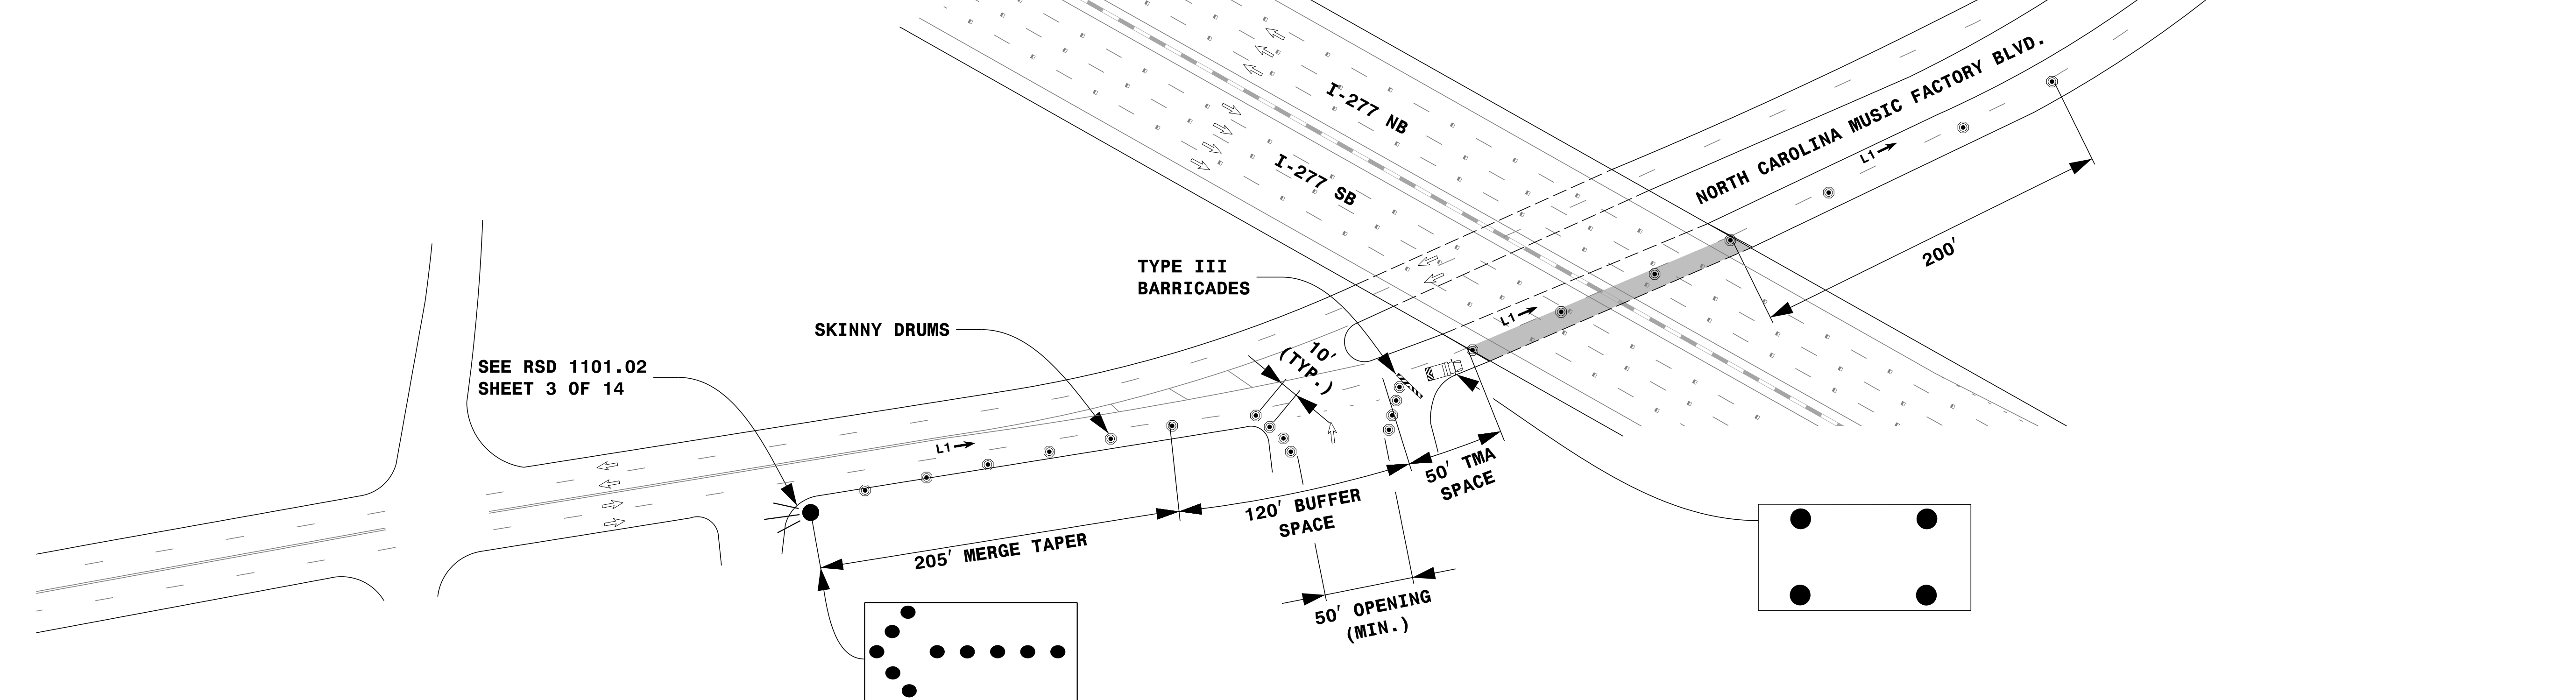 I-277 NB
I-277 SB
NORTH CAROLINA MUSIC FACTORY BLVD.
L1
200'
TYPE III
BARRICADES
L1
SKINNY DRUMS
10'
(TYP.)
SEE RSD 1101.02
SHEET 3 OF 14
L1
50' TMA
SPACE
120' BUFFER
SPACE
205' MERGE TAPER
50' OPENING
(MIN.)